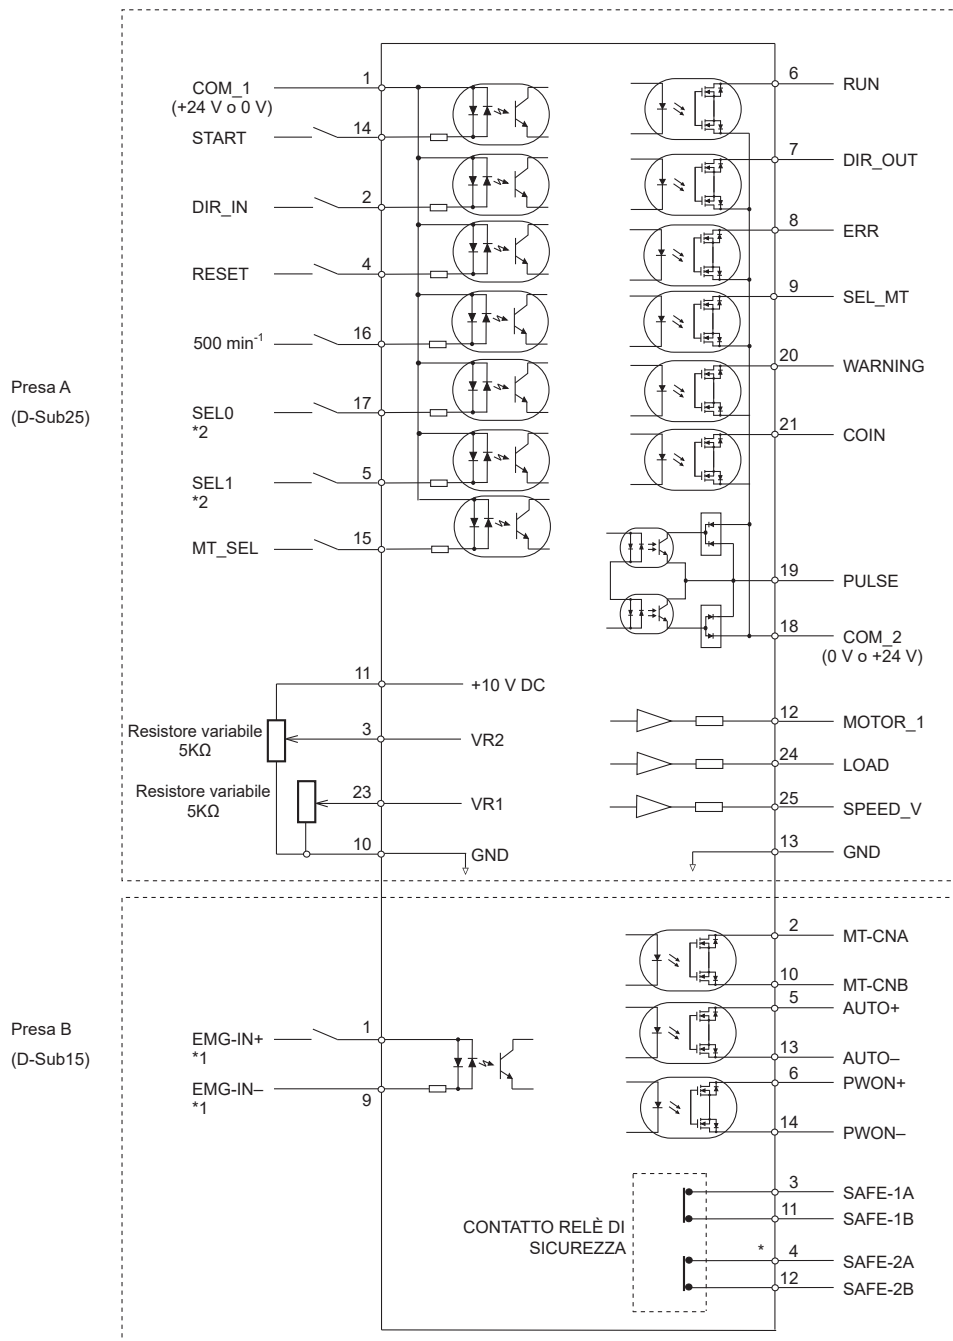 Presa A
(D-Sub25)
COM_1
(+24 V o 0 V)
1
START
14
DIR_IN
2
RESET
4
500 min-1
16
SEL0
*2
17
SEL1
*2
5
MT_SEL
15
11
+10 V DC
Resistore variabile
5KΩ
3
VR2
Resistore variabile
5KΩ
23
VR1
10
GND
6
RUN
7
DIR_OUT
8
ERR
9
SEL_MT
20
WARNING
21
COIN
19
PULSE
18
COM_2
(0 V o +24 V)
12
MOTOR_1
24
LOAD
25
SPEED_V
13
GND
Presa B
(D-Sub15)
EMG-IN+
*1
1
EMG-IN–
*1
9
2
MT-CNA
10
MT-CNB
5
AUTO+
13
AUTO–
6
PWON+
14
PWON–
CONTATTO RELÈ DI
SICUREZZA
3
SAFE-1A
11
SAFE-1B
*
4
SAFE-2A
12
SAFE-2B